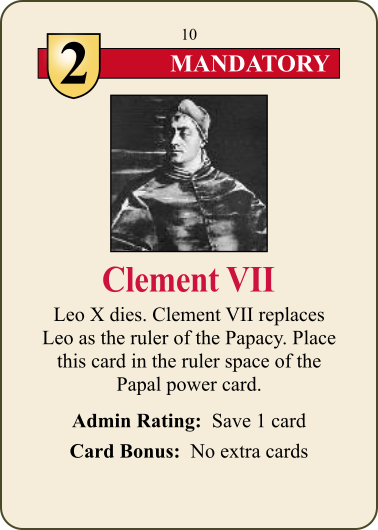 10
2
MANDATORY
Clement VII
Leo X dies. Clement VII replaces
Leo as the ruler of the Papacy. Place
this card in the ruler space of the
Papal power card.
Admin Rating: Save 1 card
Card Bonus: No extra cards